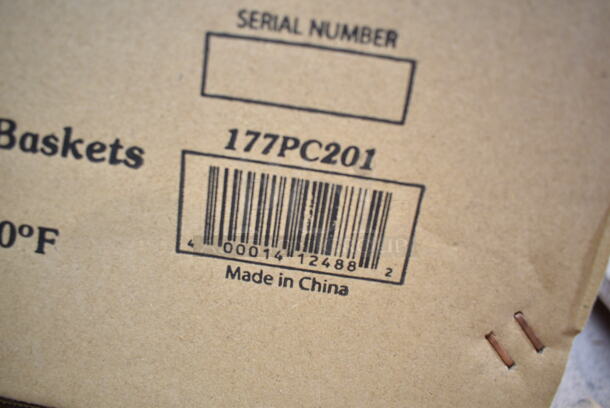 SERIAL NUMBER
Baskets
177PC201
0°F
4 00014 12488 2
Made in China